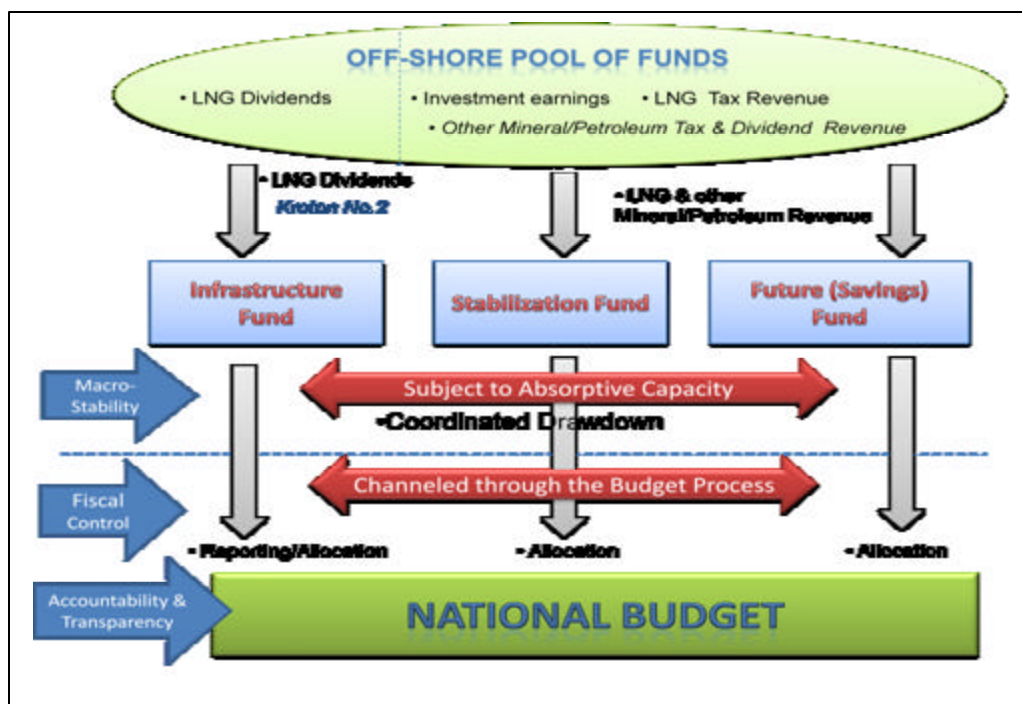 OFF-SHORE POOL OF FUNDS
• LNG Dividends
• Investment earnings
• LNG Tax Revenue
• Other Mineral/Petroleum Tax & Dividend Revenue
• LNG Dividends
Kroton No.2
• LNG & other
Mineral/Petroleum Revenue
Infrastructure
Fund
Stabilization Fund
Future (Savings)
Fund
Macro-
Stability
Subject to Absorptive Capacity
• Coordinated Drawdown
Fiscal
Control
Channeled through the Budget Process
• Reporting/Allocation
• Allocation
• Allocation
Accountability &
Transparency
NATIONAL BUDGET